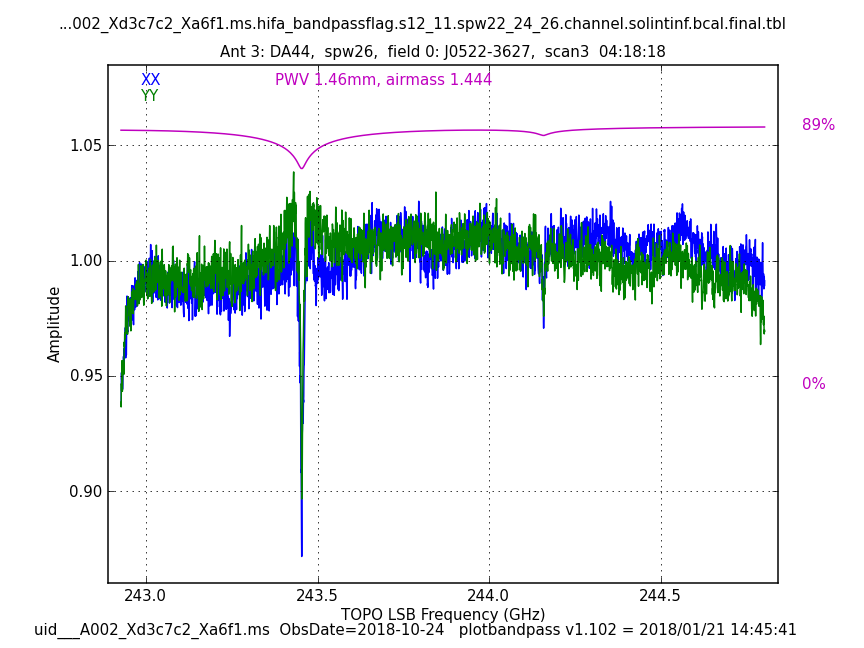 ...002_Xd3c7c2_Xa6f1.ms.hifa_bandpassflag.s12_11.spw22_24_26.channel.solintinf.bcal.final.tbl
Ant 3: DA44, spw26, field 0: J0522-3627, scan3 04:18:18
XX
PWV 1.46mm, airmass 1.444
YY
89%
1.05
1.00
0.95
0.90
0%
Amplitude
243.0 243.5 244.0 244.5
TOPO LSB Frequency (GHz)
uid___A002_Xd3c7c2_Xa6f1.ms ObsDate=2018-10-24 plotbandpass v1.102 = 2018/01/21 14:45:41